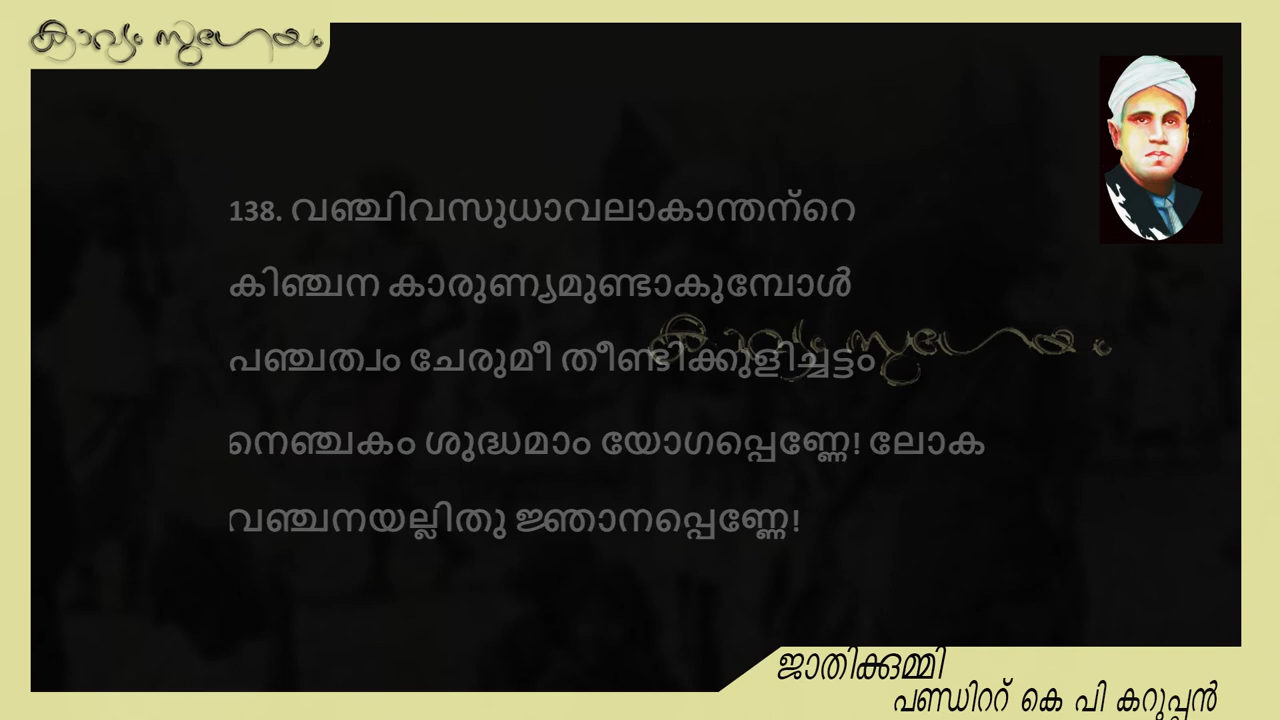 കാവ്യം സുഗേയം
138. വഞ്ചിവസുധാവലാകാന്തന്റെ
കിഞ്ചന കാരുണ്യമുണ്ടാകുമ്പോൾ
കാവ്യം സുഗേയം
പഞ്ചത്വം ചേരുമീ തീണ്ടിക്കുളിച്ചട്ടം
നെഞ്ചകം ശുദ്ധമാം യോഗപ്പെണ്ണേ! ലോക
വഞ്ചനയല്ലിതു ജ്ഞാനപ്പെണ്ണേ!
ജാതിക്കുമ്മി
പണ്ഡിററ് കെ പി കറുപ്പൻ